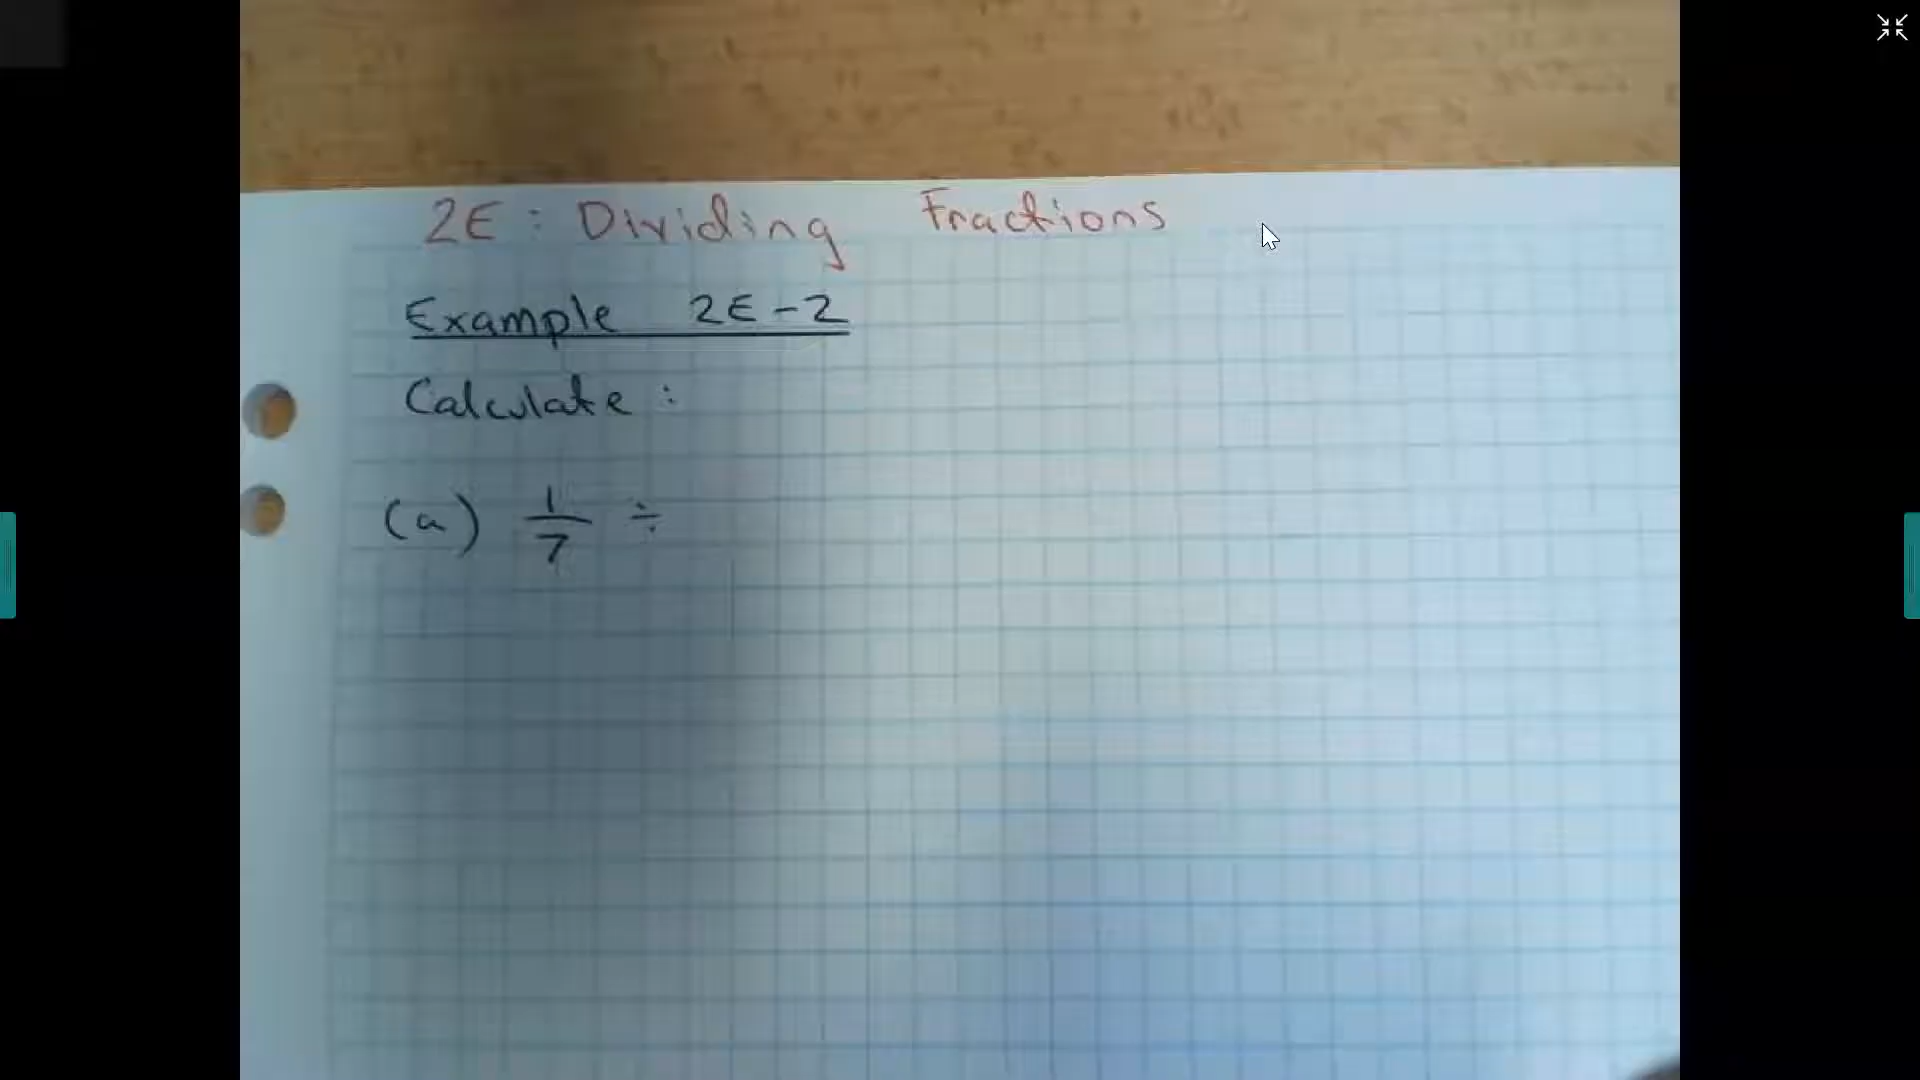 2E : Dividing Fractions
Example 2E-2
Calculate :
(a) 1/7 ÷